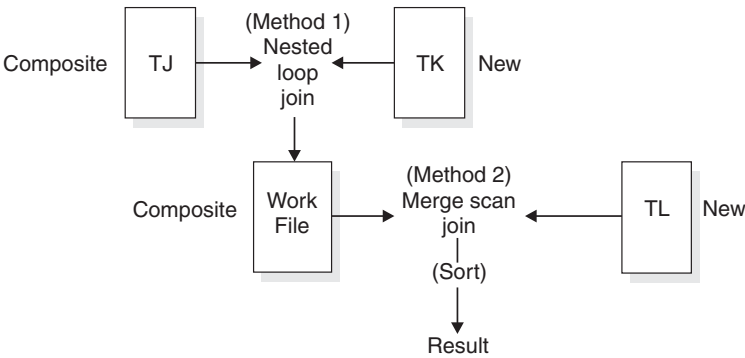 (Method 1)
Composite TJ Nested TK New
loop
join
(Method 2)
Composite Work Merge scan TL New
File join
(Sort)
Result